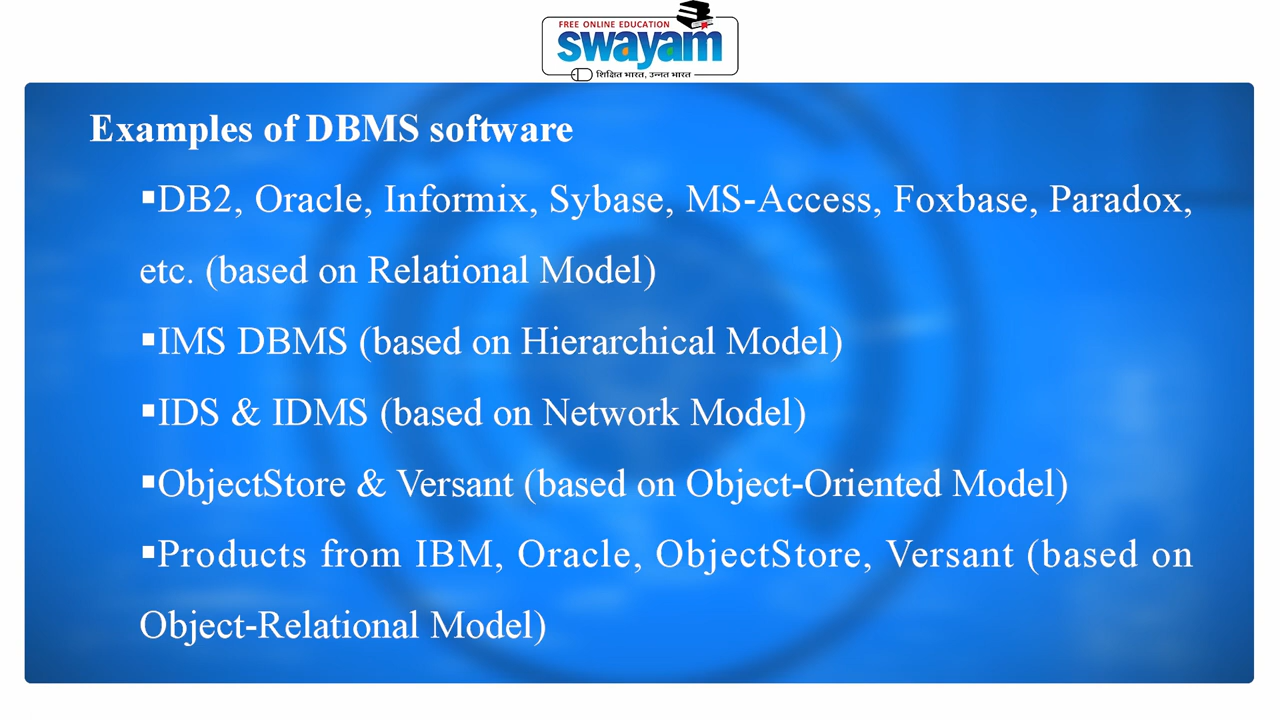 FREE ONLINE EDUCATION
swayam
शिक्षित भारत, उन्नत भारत
Examples of DBMS software
▪DB2, Oracle, Informix, Sybase, MS-Access, Foxbase, Paradox,
etc. (based on Relational Model)
▪IMS DBMS (based on Hierarchical Model)
▪IDS & IDMS (based on Network Model)
▪ObjectStore & Versant (based on Object-Oriented Model)
▪Products from IBM, Oracle, ObjectStore, Versant (based on
Object-Relational Model)